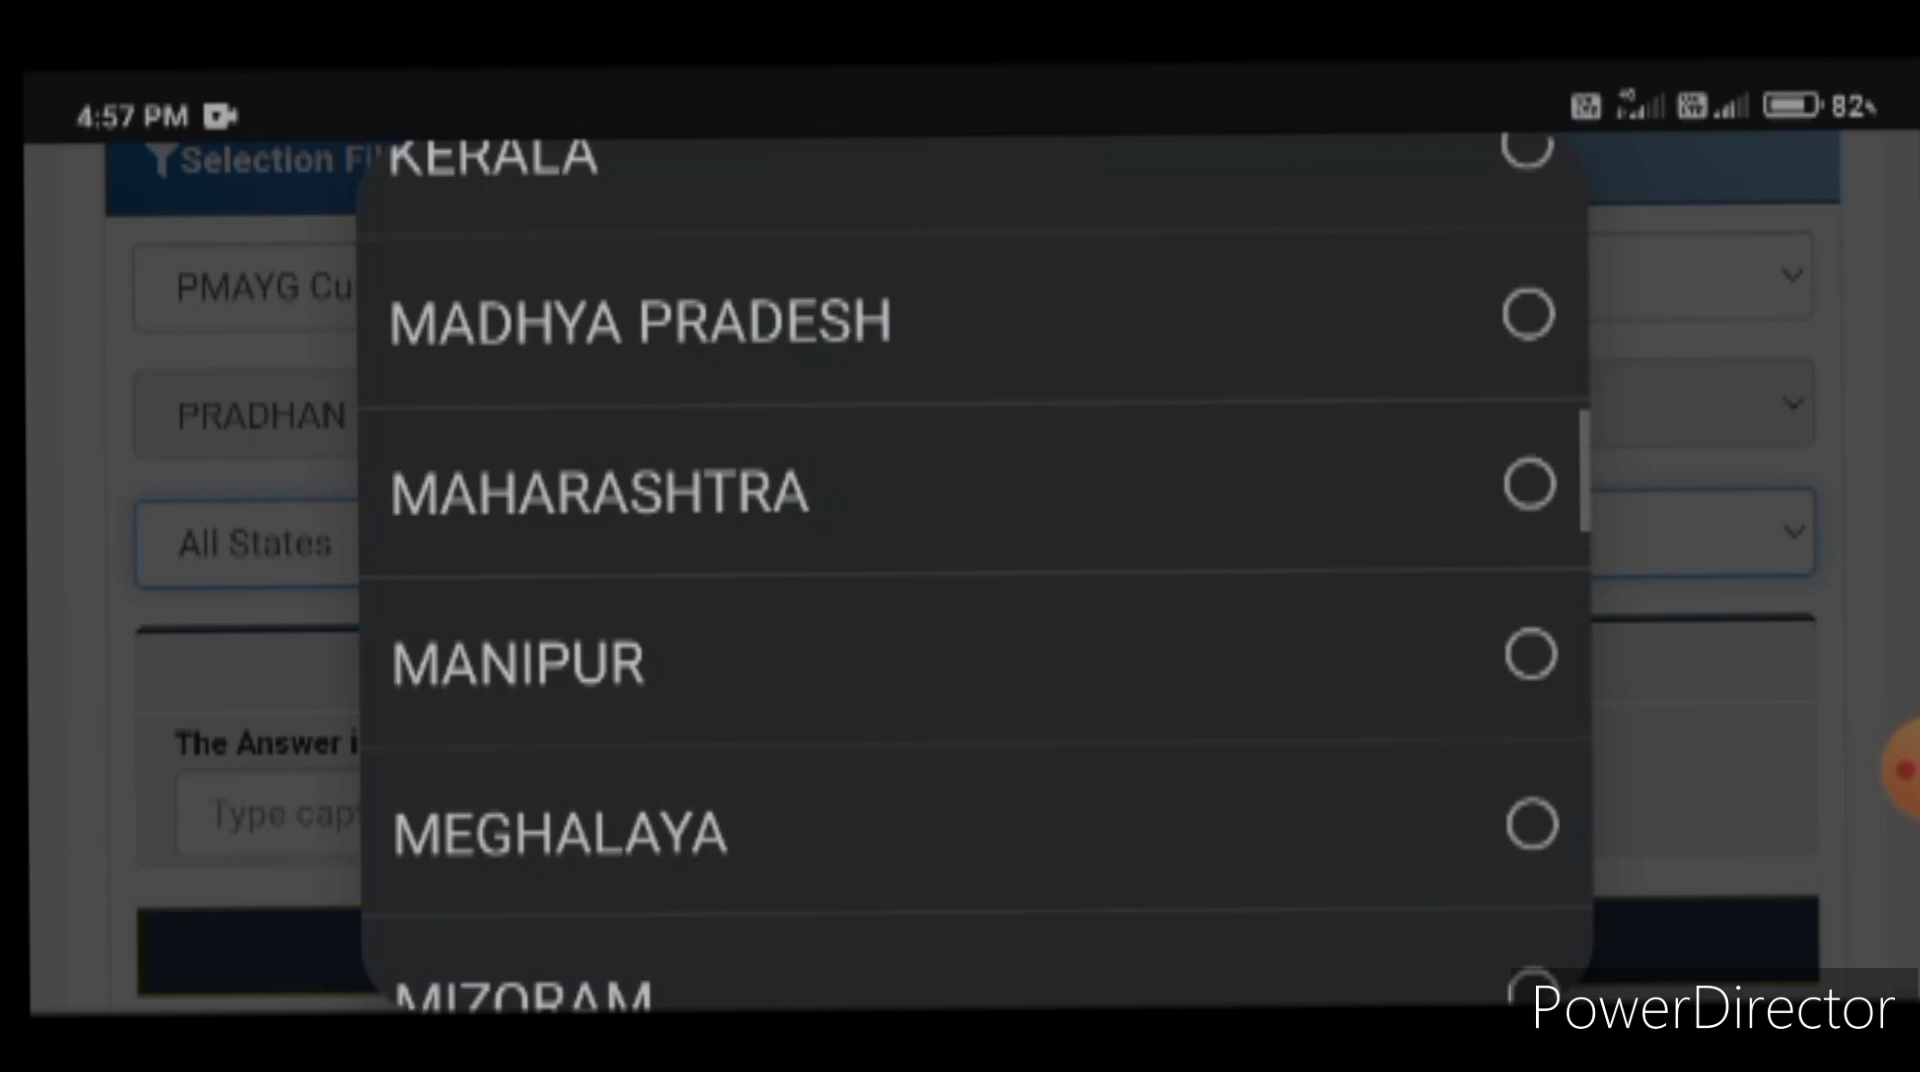 4:57 PM
82
Selection
KERALA
PMAYG Cu
MADHYA PRADESH
PRADHAN
MAHARASHTRA
All States
MANIPUR
The Answer i
Type cap
MEGHALAYA
MIZORAM
PowerDirector